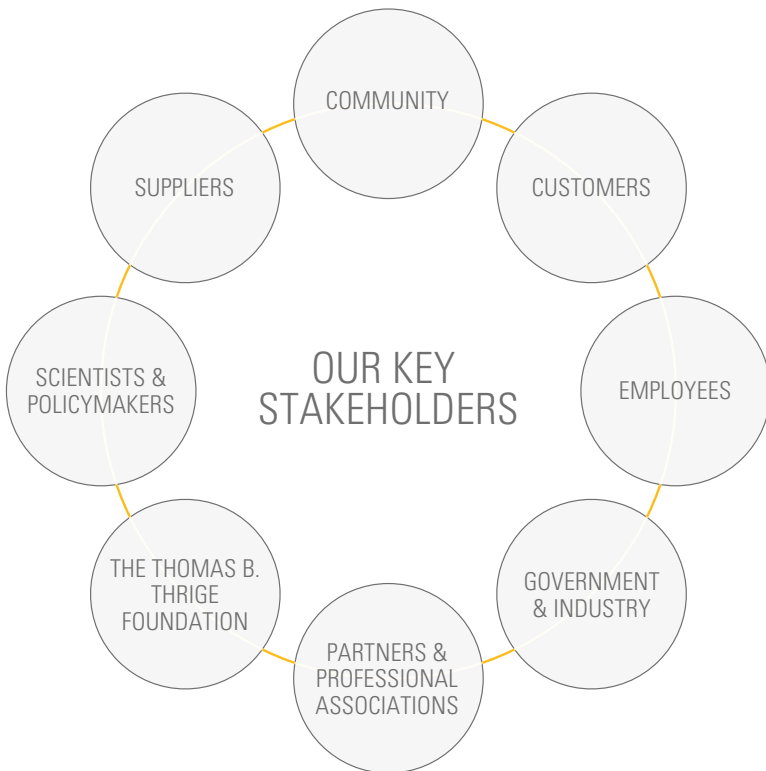 COMMUNITY
SUPPLIERS
CUSTOMERS
OUR KEY
STAKEHOLDERS
SCIENTISTS &
POLICYMAKERS
EMPLOYEES
THE THOMAS B.
THRIGE
FOUNDATION
GOVERNMENT
& INDUSTRY
PARTNERS &
PROFESSIONAL
ASSOCIATIONS